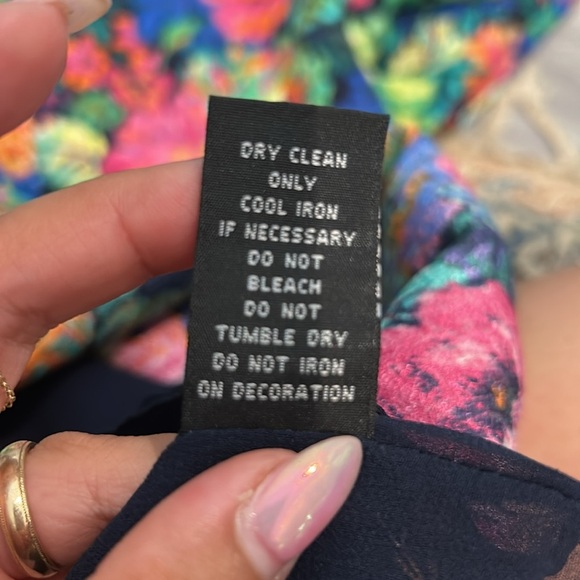 DRY CLEAN
ONLY
COOL IRON
IF NECESSARY
DO NOT
BLEACH
DO NOT
TUMBLE DRY
DO NOT IRON
ON DECORATION